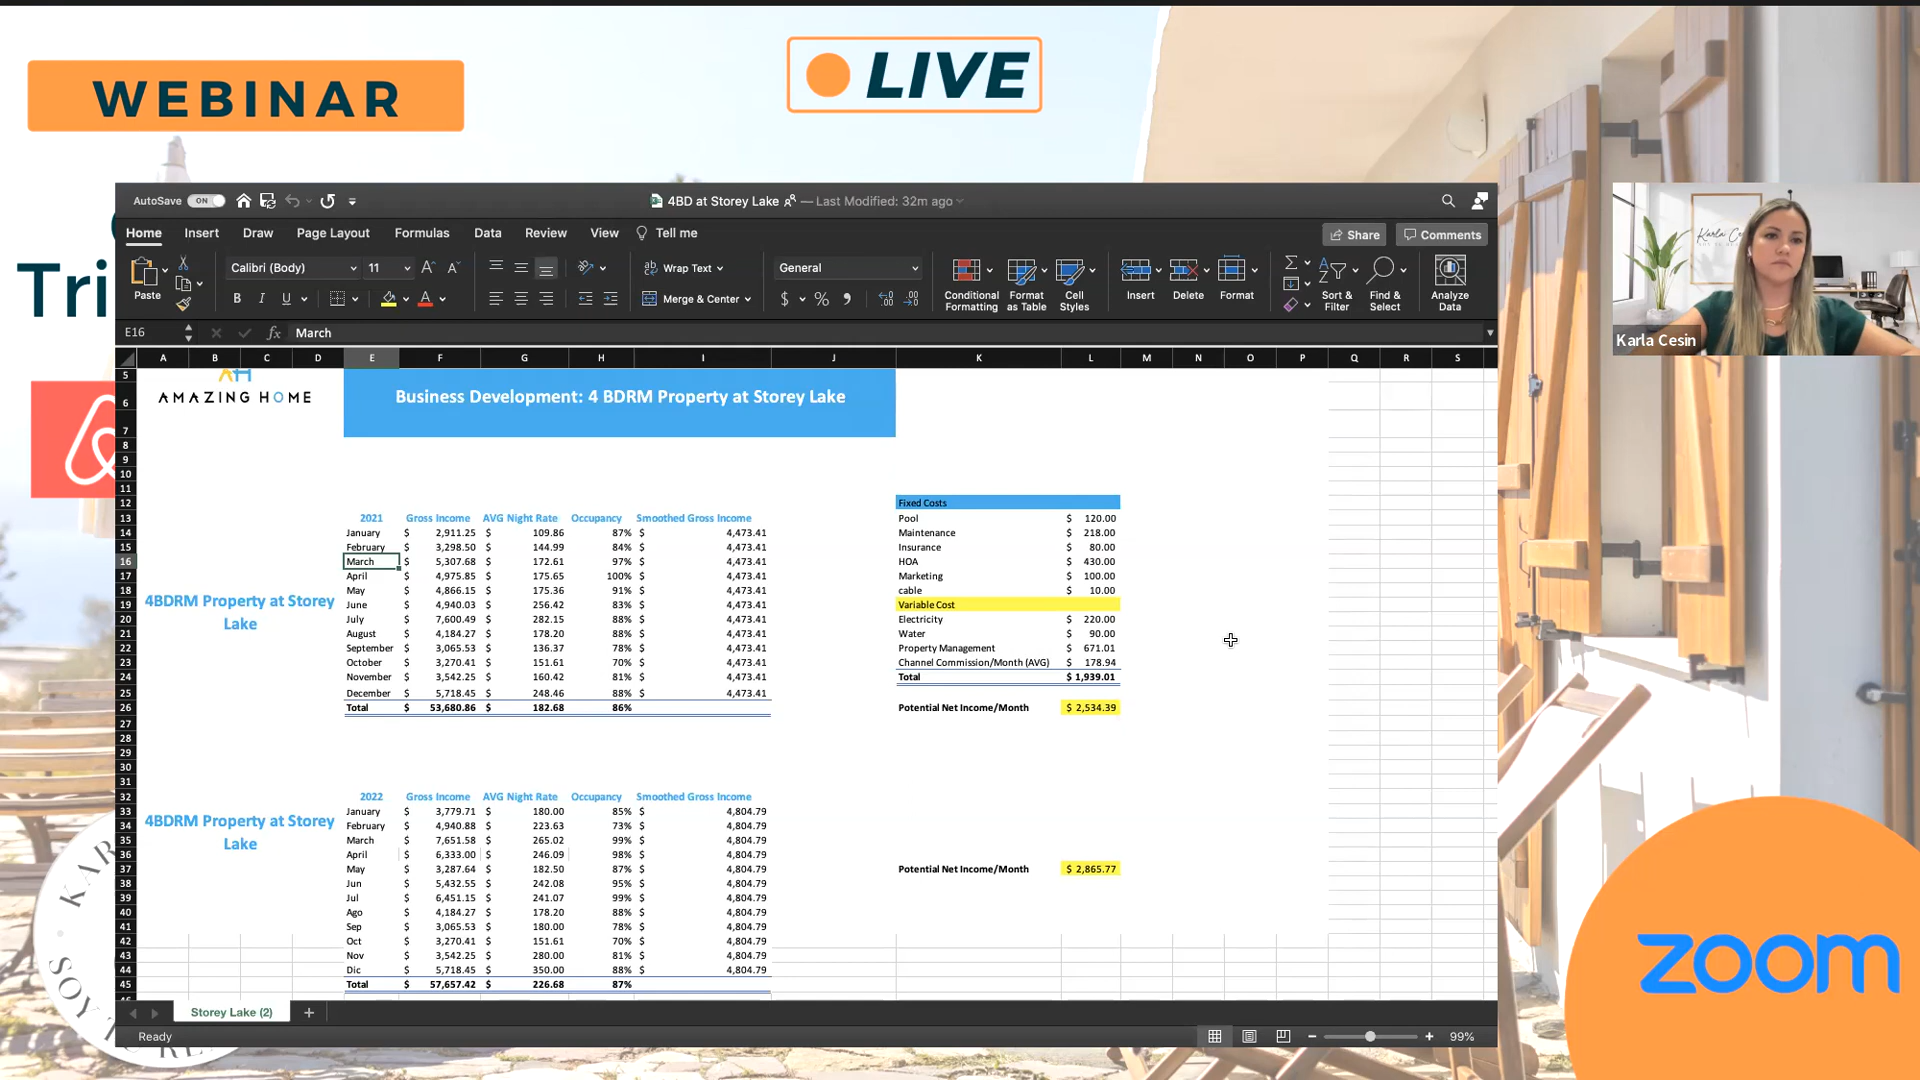 WEBINAR
LIVE
Tri
AutoSave ON
4BD at Storey Lake — Last Modified: 32m ago
Home Insert Draw Page Layout Formulas Data Review View Tell me
Share Comments
Paste
Calibri (Body) 11
B I U
Wrap Text
Merge & Center
General
$ % 
Conditional Formatting
Format as Table
Cell Styles
Insert Delete Format
Sort & Filter
Find & Select
Analyze Data
Karla Cesin
E16 fx March
A B C D E F G H I J K L M N O P Q R S
AMAZING HOME
Business Development: 4 BDRM Property at Storey Lake
4BDRM Property at Storey
Lake
2021 Gross Income AVG Night Rate Occupancy Smoothed Gross Income
January $ 2,911.25 $ 109.86 87% $ 4,473.41
February $ 3,298.50 $ 144.99 84% $ 4,473.41
March $ 5,307.68 $ 172.61 97% $ 4,473.41
April $ 4,975.85 $ 175.65 100% $ 4,473.41
May $ 4,866.15 $ 175.36 91% $ 4,473.41
June $ 4,940.03 $ 256.42 83% $ 4,473.41
July $ 7,600.49 $ 282.15 88% $ 4,473.41
August $ 4,184.27 $ 178.20 88% $ 4,473.41
September $ 3,065.53 $ 136.37 78% $ 4,473.41
October $ 3,270.41 $ 151.61 70% $ 4,473.41
November $ 3,542.25 $ 160.42 81% $ 4,473.41
December $ 5,718.45 $ 248.46 88% $ 4,473.41
Total $ 53,680.86 $ 182.68 86%
Fixed Costs
Pool $ 120.00
Maintenance $ 218.00
Insurance $ 80.00
HOA $ 430.00
Marketing $ 100.00
cable $ 10.00
Variable Cost
Electricity $ 220.00
Water $ 90.00
Property Management $ 671.01
Channel Commission/Month (AVG) $ 178.94
Total $ 1,939.01
Potential Net Income/Month $ 2,534.39
4BDRM Property at Storey
Lake
2022 Gross Income AVG Night Rate Occupancy Smoothed Gross Income
January $ 3,779.71 $ 180.00 85% $ 4,804.79
February $ 4,940.88 $ 223.63 73% $ 4,804.79
March $ 7,651.58 $ 265.02 99% $ 4,804.79
April $ 6,333.00 $ 246.09 98% $ 4,804.79
May $ 3,287.64 $ 182.50 87% $ 4,804.79
Jun $ 5,432.55 $ 242.08 95% $ 4,804.79
Jul $ 6,451.15 $ 241.07 99% $ 4,804.79
Ago $ 4,184.27 $ 178.20 88% $ 4,804.79
Sep $ 3,065.53 $ 180.00 78% $ 4,804.79
Oct $ 3,270.41 $ 151.61 70% $ 4,804.79
Nov $ 3,542.25 $ 280.00 81% $ 4,804.79
Dic $ 5,718.45 $ 350.00 88% $ 4,804.79
Total $ 57,657.42 $ 226.68 87%
Potential Net Income/Month $ 2,865.77
KAR
SOY TU RE
Storey Lake (2)
Ready
99%
zoom